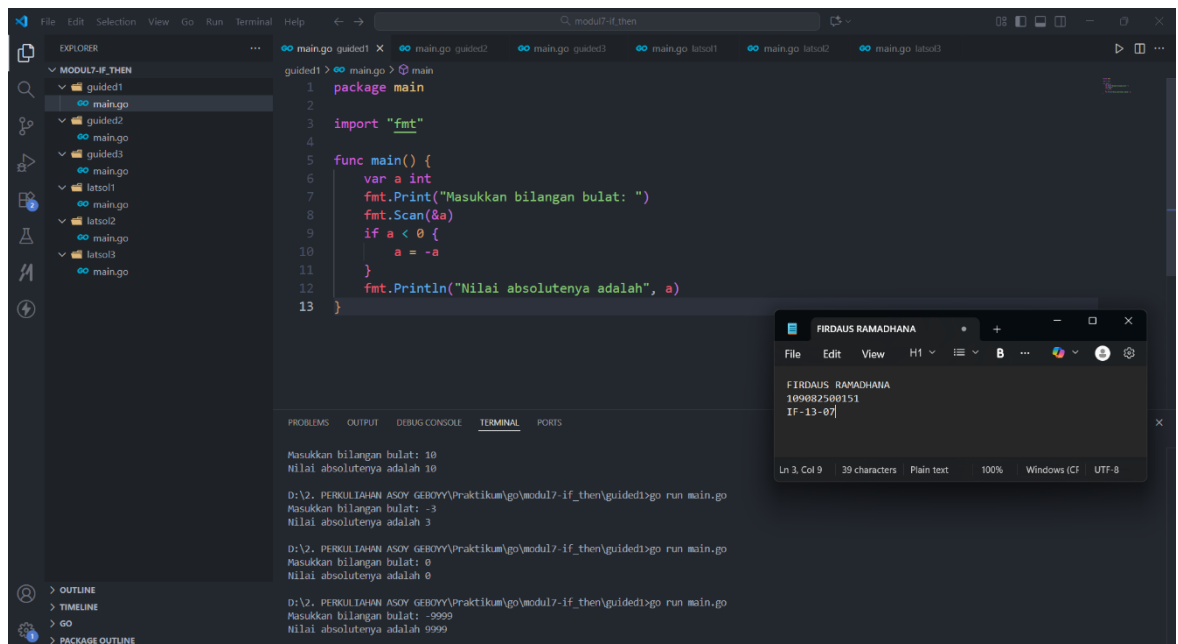 File Edit Selection View Go Run Terminal Help
modul7-if_then
EXPLORER
MODUL7-IF_THEN
guided1
main.go
guided2
main.go
guided3
main.go
latsol1
main.go
latsol2
main.go
latsol3
main.go
OUTLINE
TIMELINE
GO
PACKAGE OUTLINE
2
1
main.go guided1 main.go guided2 main.go guided3 main.go latsol1 main.go latsol2 main.go latsol3
guided1 > main.go > main
1 package main
2
3 import "fmt"
4
5 func main() {
6 var a int
7 fmt.Print("Masukkan bilangan bulat: ")
8 fmt.Scan(&a)
9 if a < 0 {
10 a = -a
11 }
12 fmt.Println("Nilai absolutenya adalah", a)
13 }
PROBLEMS OUTPUT DEBUG CONSOLE TERMINAL PORTS
Masukkan bilangan bulat: 10
Nilai absolutenya adalah 10
D:\2. PERKULIAHAN ASOY GEBOYY\Praktikum\go\modul7-if_then\guided1>go run main.go
Masukkan bilangan bulat: -3
Nilai absolutenya adalah 3
D:\2. PERKULIAHAN ASOY GEBOYY\Praktikum\go\modul7-if_then\guided1>go run main.go
Masukkan bilangan bulat: 0
Nilai absolutenya adalah 0
D:\2. PERKULIAHAN ASOY GEBOYY\Praktikum\go\modul7-if_then\guided1>go run main.go
Masukkan bilangan bulat: -9999
Nilai absolutenya adalah 9999
FIRDAUS RAMADHANA
File Edit View H1 B
FIRDAUS RAMADHANA
109082500151
IF-13-07
Ln 3, Col 9 39 characters Plain text 100% Windows (CF UTF-8